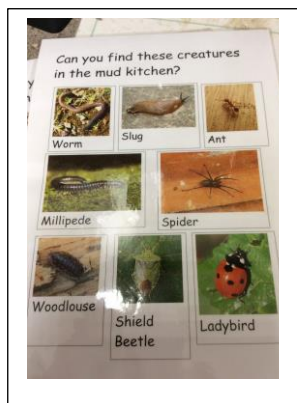 Can you find these creatures
in the mud kitchen?
Worm
Slug
Ant
Millipede
Spider
Woodlouse
Shield
Beetle
Ladybird